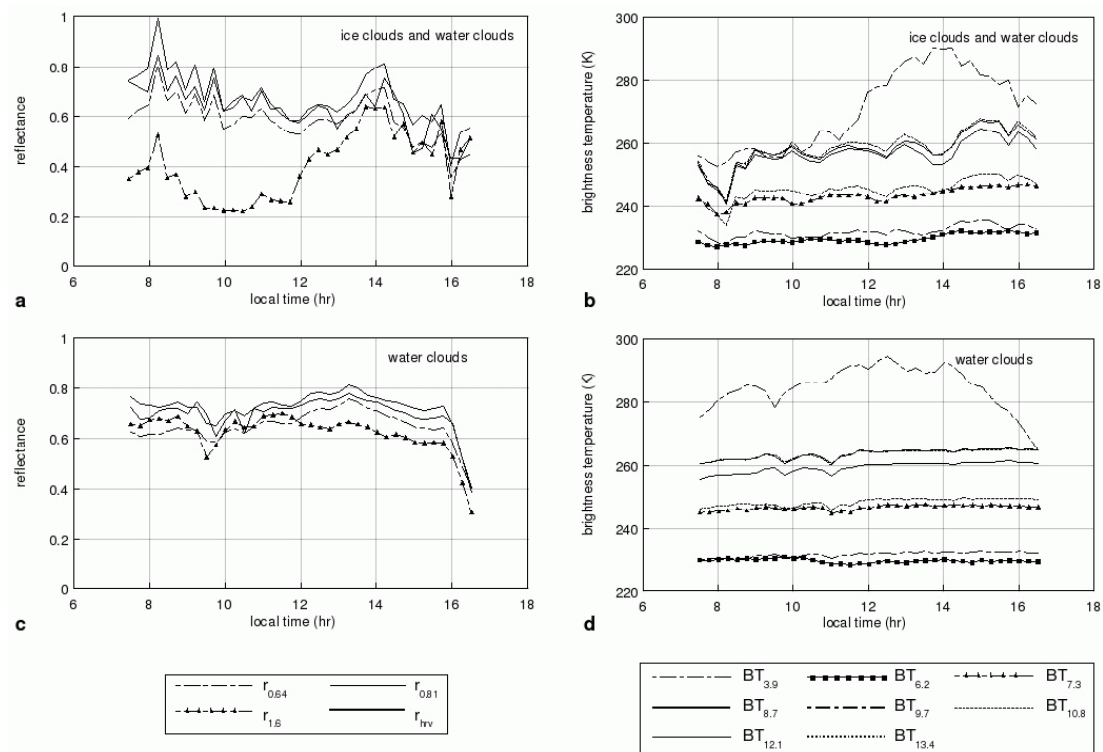 1
0.8
0.6
0.4
0.2
0
reflectance
ice clouds and water clouds
6 8 10 12 14 16 18
local time (hr)
a
300
280
260
240
220
brightness temperature (K)
ice clouds and water clouds
6 8 10 12 14 16 18
local time (hr)
b
1
0.8
0.6
0.4
0.2
0
reflectance
water clouds
6 8 10 12 14 16 18
local time (hr)
c
300
280
260
240
220
brightness temperature (K)
water clouds
6 8 10 12 14 16 18
local time (hr)
d
r0.64 r0.81
r1.6 rhrv
BT3.9 BT6.2 BT7.3
BT8.7 BT9.7 BT10.8
BT12.1 BT13.4